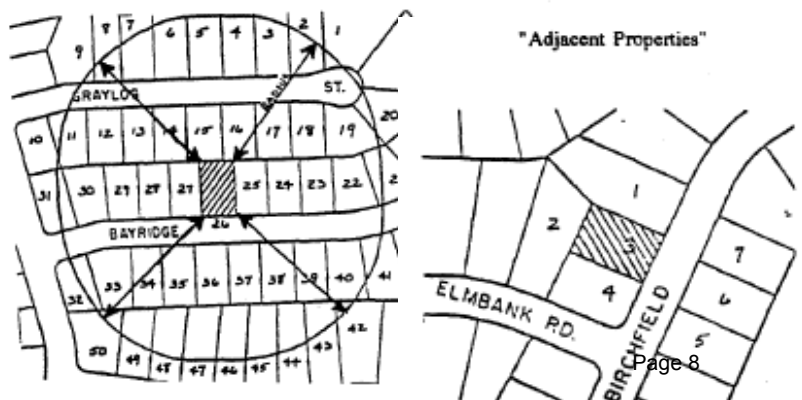 "Adjacent Properties"
9 8 7 6 5 4 3 2 1
GRAYLOG ST.
RADIUS
10 11 12 13 14 15 16 17 18 19 20
31 30 29 28 27 25 24 23 22
26
BAYRIDGE
32 33 34 35 36 37 38 39 40 41
50 49 48 47 46 45 44 43 42
1
2 3
4
7
6
5
ELMBANK RD.
BIRCHFIELD
Page 8